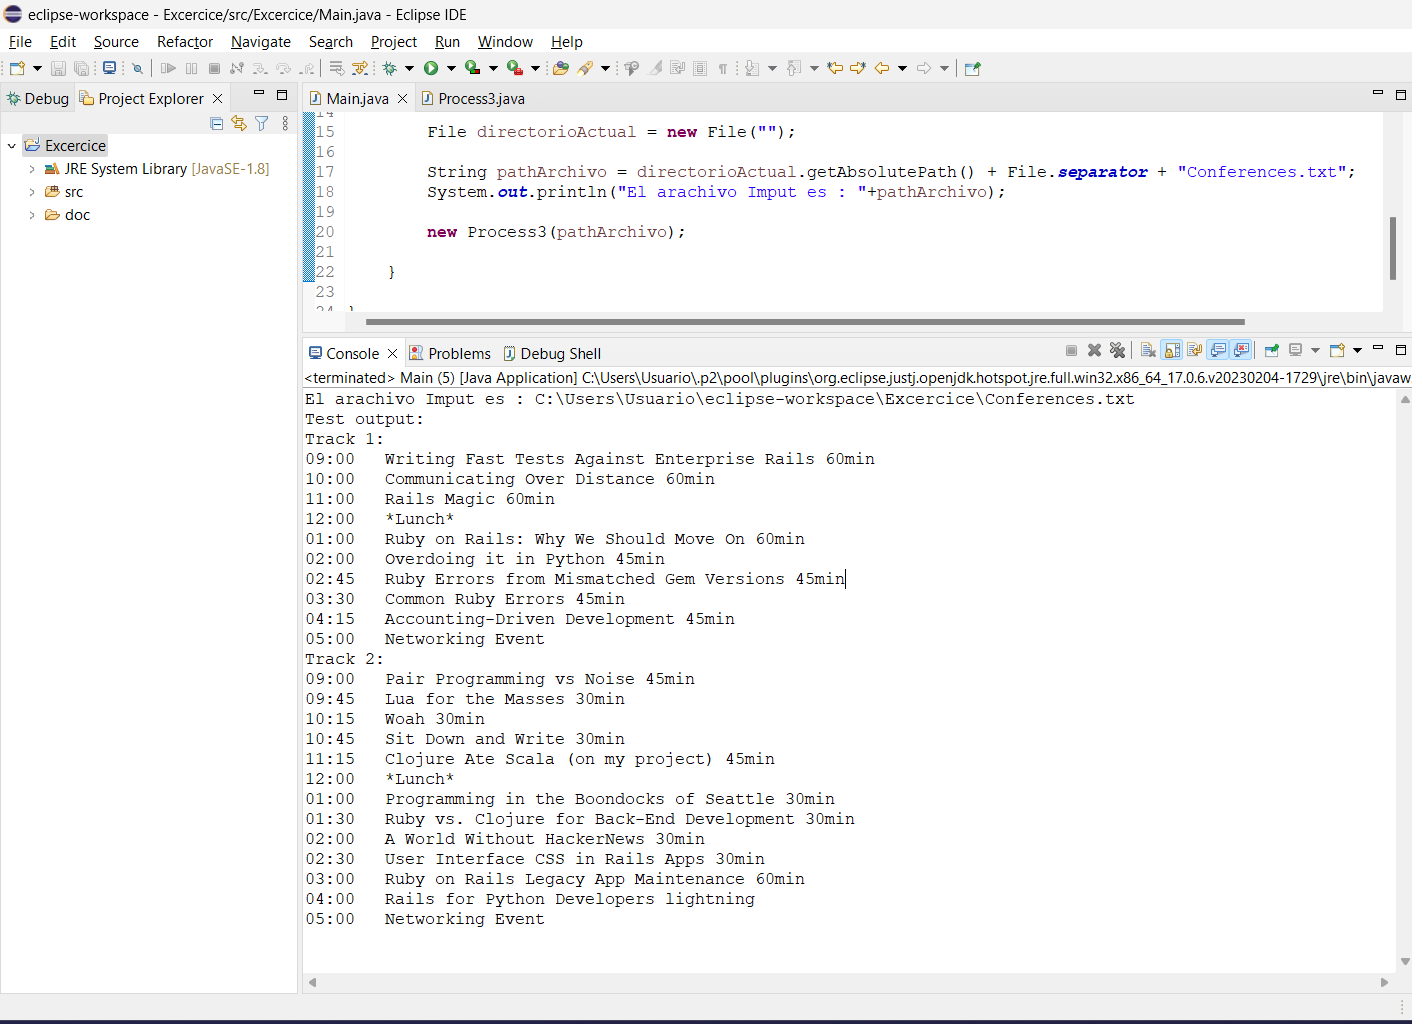 eclipse-workspace - Excercice/src/Excercice/Main.java - Eclipse IDE
File Edit Source Refactor Navigate Search Project Run Window Help
Debug Project Explorer
Main.java Process3.java
Excercice
JRE System Library [JavaSE-1.8]
src
doc
14
15 File directorioActual = new File("");
16
17 String pathArchivo = directorioActual.getAbsolutePath() + File.separator + "Conferences.txt";
18 System.out.println("El arachivo Imput es : "+pathArchivo);
19
20 new Process3(pathArchivo);
21
22 }
23
24 }
Console Problems Debug Shell
<terminated> Main (5) [Java Application] C:\Users\Usuario\.p2\pool\plugins\org.eclipse.justj.openjdk.hotspot.jre.full.win32.x86_64_17.0.6.v20230204-1729\jre\bin\javaw
El arachivo Imput es : C:\Users\Usuario\eclipse-workspace\Excercice\Conferences.txt
Test output:
Track 1:
09:00 Writing Fast Tests Against Enterprise Rails 60min
10:00 Communicating Over Distance 60min
11:00 Rails Magic 60min
12:00 *Lunch*
01:00 Ruby on Rails: Why We Should Move On 60min
02:00 Overdoing it in Python 45min
02:45 Ruby Errors from Mismatched Gem Versions 45min
03:30 Common Ruby Errors 45min
04:15 Accounting-Driven Development 45min
05:00 Networking Event
Track 2:
09:00 Pair Programming vs Noise 45min
09:45 Lua for the Masses 30min
10:15 Woah 30min
10:45 Sit Down and Write 30min
11:15 Clojure Ate Scala (on my project) 45min
12:00 *Lunch*
01:00 Programming in the Boondocks of Seattle 30min
01:30 Ruby vs. Clojure for Back-End Development 30min
02:00 A World Without HackerNews 30min
02:30 User Interface CSS in Rails Apps 30min
03:00 Ruby on Rails Legacy App Maintenance 60min
04:00 Rails for Python Developers lightning
05:00 Networking Event